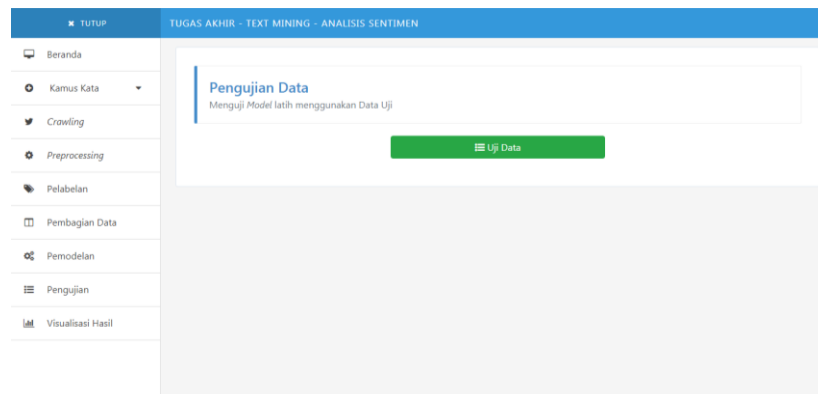 ✖ TUTUP
TUGAS AKHIR - TEXT MINING - ANALISIS SENTIMEN
Beranda
Kamus Kata
Crawling
Preprocessing
Pelabelan
Pembagian Data
Pemodelan
Pengujian
Visualisasi Hasil
Pengujian Data
Menguji Model latih menggunakan Data Uji
Uji Data